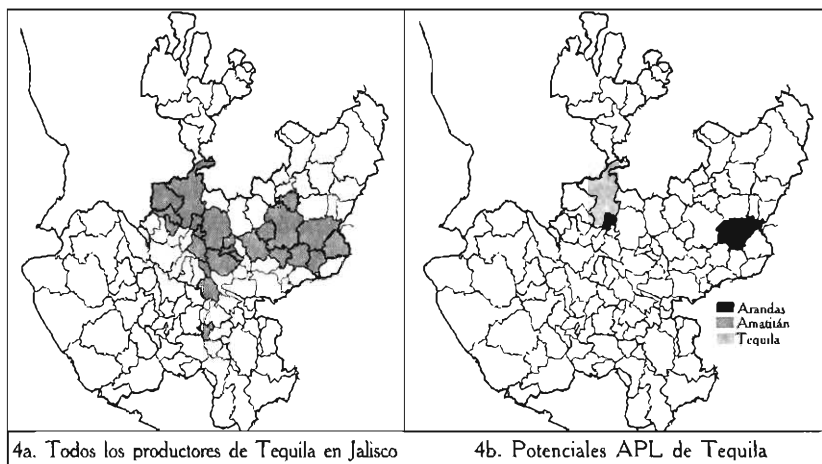 Arandas
Amatitán
Tequila
4a. Todos los productores de Tequila en Jalisco
4b. Potenciales APL de Tequila